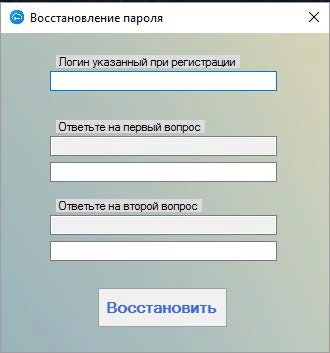 Восстановление пароля
Логин указанный при регистрации
Ответьте на первый вопрос
Ответьте на второй вопрос
Восстановить